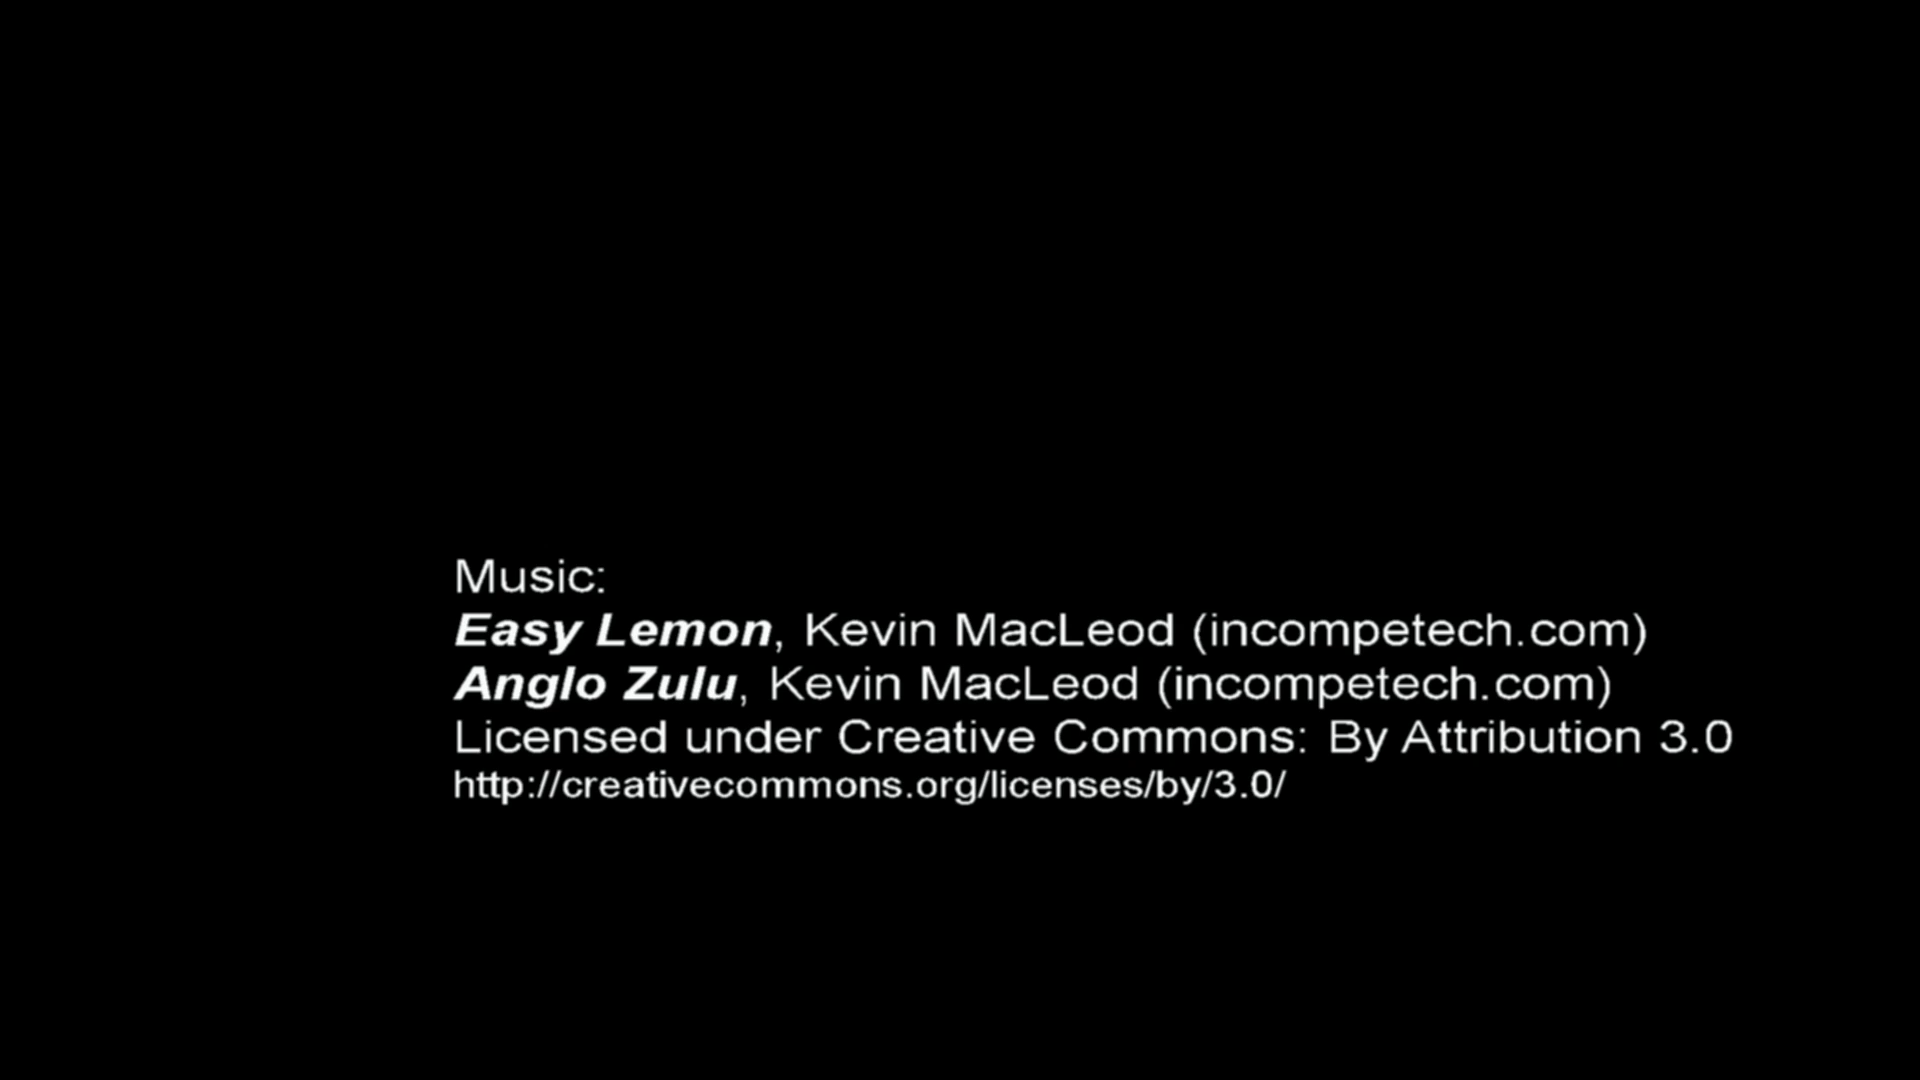 Music:
Easy Lemon, Kevin MacLeod (incompetech.com)
Anglo Zulu, Kevin MacLeod (incompetech.com)
Licensed under Creative Commons: By Attribution 3.0
http://creativecommons.org/licenses/by/3.0/